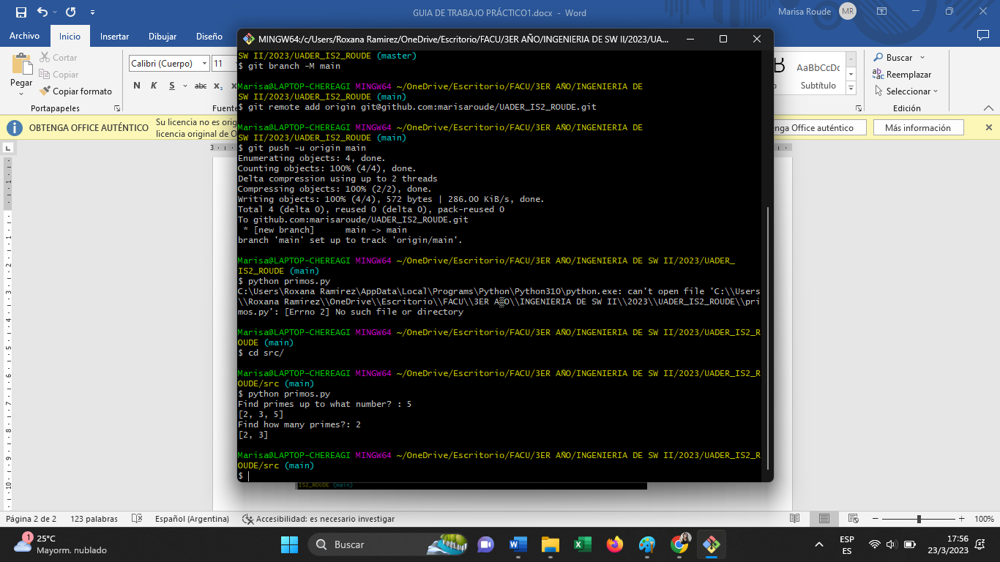 GUIA DE TRABAJO PRÁCTICO1.docx - Word
Marisa Roude
MR
Archivo
Inicio
Insertar
Dibujar
Diseño
MINGW64:/c/Users/Roxana Ramirez/OneDrive/Escritorio/FACU/3ER AÑO/INGENIERIA DE SW II/2023/UA...
Pegar
Cortar
Copiar
Copiar formato
Portapapeles
Calibri (Cuerpo)
11
N K S abc x₂ x
Fuente
AaBbCcDc
Subtítulo
Buscar
Reemplazar
Seleccionar
Edición
OBTENGA OFFICE AUTÉNTICO
Su licencia no es orig
licencia original de O
enga Office auténtico
Más información
SW II/2023/UADER_IS2_ROUDE (master)
$ git branch -M main
Marisa@LAPTOP-CHEREAGI MINGW64 ~/OneDrive/Escritorio/FACU/3ER AÑO/INGENIERIA DE
SW II/2023/UADER_IS2_ROUDE (main)
$ git remote add origin git@github.com:marisaroude/UADER_IS2_ROUDE.git
Marisa@LAPTOP-CHEREAGI MINGW64 ~/OneDrive/Escritorio/FACU/3ER AÑO/INGENIERIA DE
SW II/2023/UADER_IS2_ROUDE (main)
$ git push -u origin main
Enumerating objects: 4, done.
Counting objects: 100% (4/4), done.
Delta compression using up to 2 threads
Compressing objects: 100% (2/2), done.
Writing objects: 100% (4/4), 572 bytes | 286.00 KiB/s, done.
Total 4 (delta 0), reused 0 (delta 0), pack-reused 0
To github.com:marisaroude/UADER_IS2_ROUDE.git
* [new branch]      main -> main
branch 'main' set up to track 'origin/main'.
Marisa@LAPTOP-CHEREAGI MINGW64 ~/OneDrive/Escritorio/FACU/3ER AÑO/INGENIERIA DE SW II/2023/UADER_
IS2_ROUDE (main)
$ python primos.py
C:\Users\Roxana Ramirez\AppData\Local\Programs\Python\Python310\python.exe: can't open file 'C:\\Users
\\Roxana Ramirez\\OneDrive\\Escritorio\\FACU\\3ER AÑO\\INGENIERIA DE SW II\\2023\\UADER_IS2_ROUDE\\pri
mos.py': [Errno 2] No such file or directory
Marisa@LAPTOP-CHEREAGI MINGW64 ~/OneDrive/Escritorio/FACU/3ER AÑO/INGENIERIA DE SW II/2023/UADER_IS2_R
OUDE (main)
$ cd src/
Marisa@LAPTOP-CHEREAGI MINGW64 ~/OneDrive/Escritorio/FACU/3ER AÑO/INGENIERIA DE SW II/2023/UADER_IS2_R
OUDE/src (main)
$ python primos.py
Find primes up to what number? : 5
[2, 3, 5]
Find how many primes?: 2
[2, 3]
Marisa@LAPTOP-CHEREAGI MINGW64 ~/OneDrive/Escritorio/FACU/3ER AÑO/INGENIERIA DE SW II/2023/UADER_IS2_R
OUDE/src (main)
$
IS2_ROUDE (main)
Página 2 de 2
123 palabras
Español (Argentina)
Accesibilidad: es necesario investigar
100%
1
25°C
Mayorm. nublado
Buscar
ESP
ES
17:56
23/3/2023